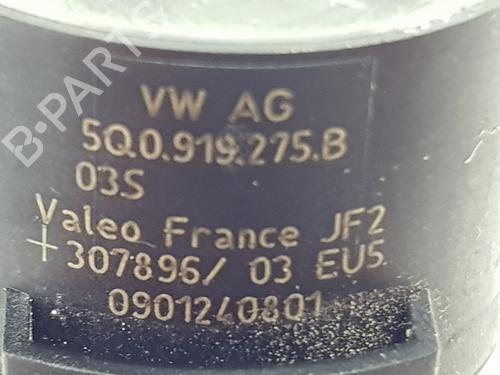 B-PARTS
VW AG
5Q0.919.275.B
03S
Valeo France JF2
+307896/ 03 EU5
0901240801